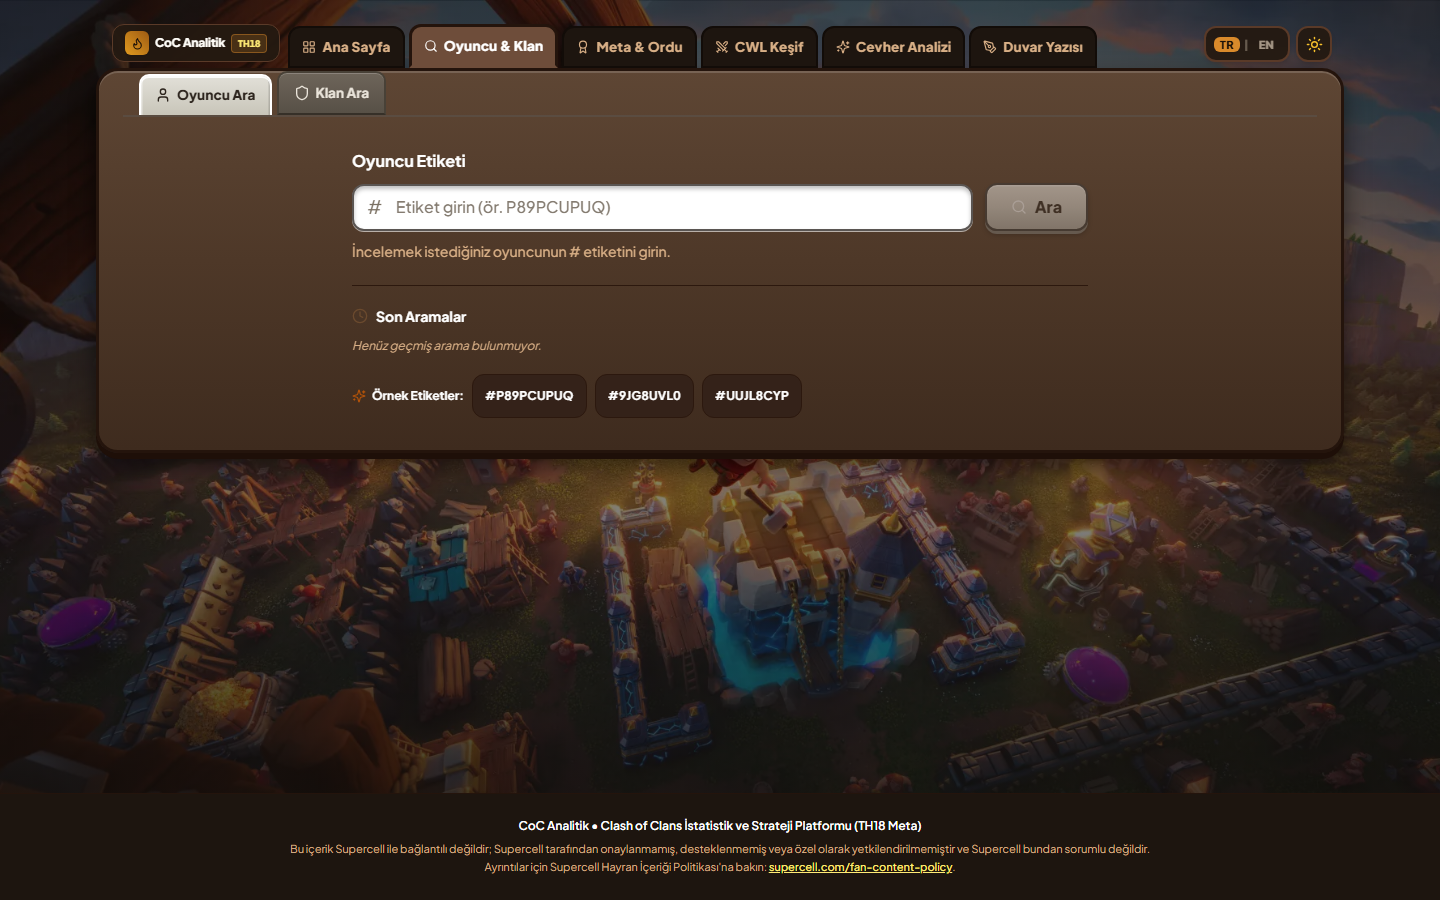 CoC Analitik TH18 Ana Sayfa Oyuncu & Klan Meta & Ordu CWL Keşif Cevher Analizi Duvar Yazısı TR | EN
Oyuncu Ara Klan Ara
Oyuncu Etiketi
# Etiket girin (ör. P89PCUPUQ) Ara
İncelemek istediğiniz oyuncunun # etiketini girin.
Son Aramalar
Henüz geçmiş arama bulunmuyor.
Örnek Etiketler: #P89PCUPUQ #9JG8UVL0 #UUJL8CYP
CoC Analitik • Clash of Clans İstatistik ve Strateji Platformu (TH18 Meta)
Bu içerik Supercell ile bağlantılı değildir; Supercell tarafından onaylanmamış, desteklenmemiş veya özel olarak yetkilendirilmemiştir ve Supercell bundan sorumlu değildir.
Ayrıntılar için Supercell Hayran İçeriği Politikası'na bakın: supercell.com/fan-content-policy.